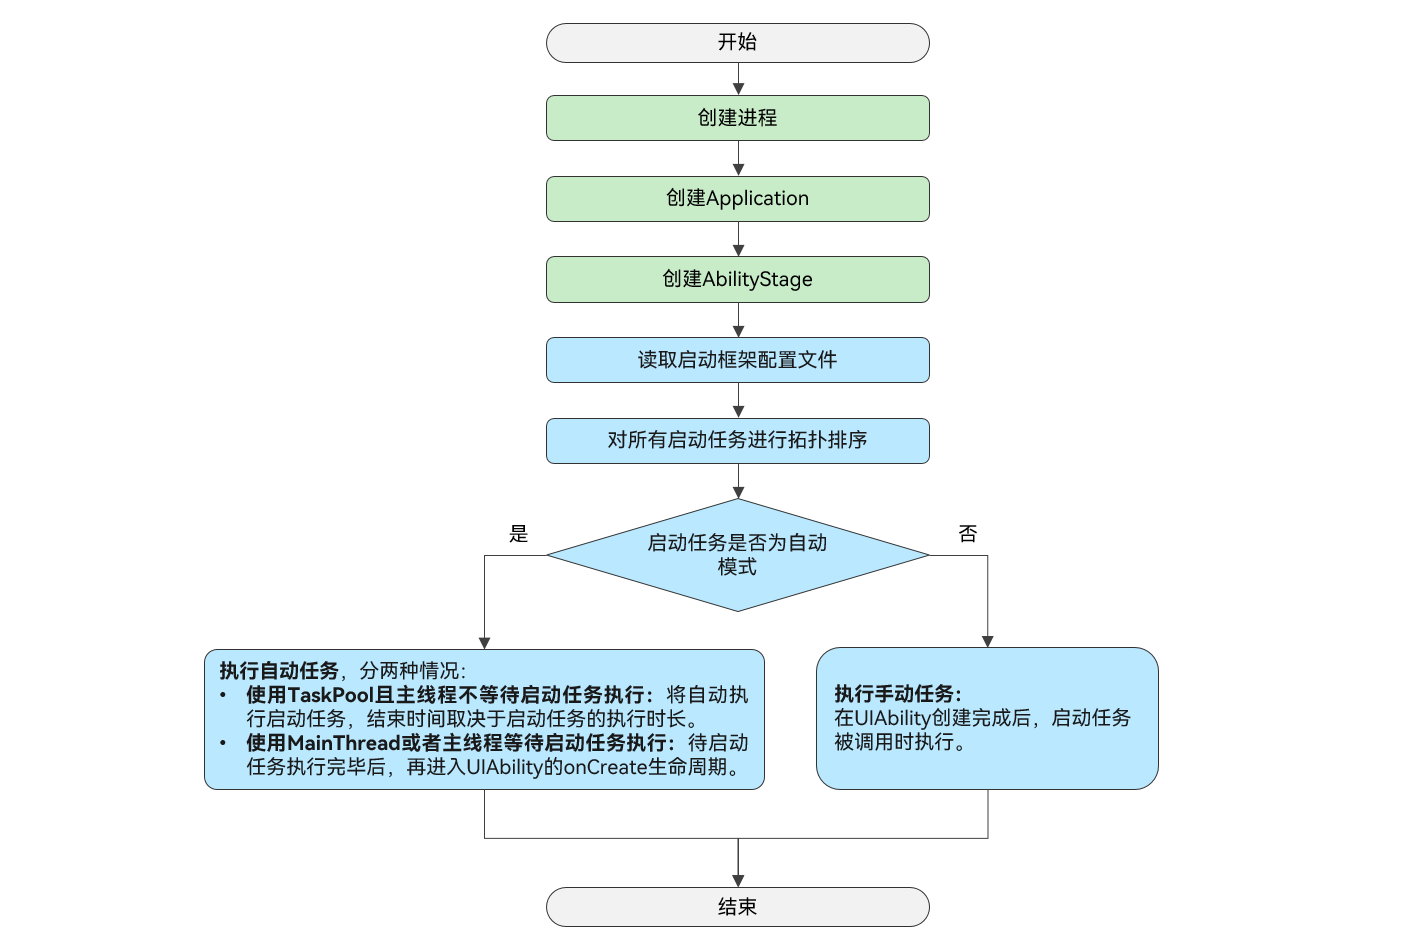 开始
创建进程
创建Application
创建AbilityStage
读取启动框架配置文件
对所有启动任务进行拓扑排序
启动任务是否为自动
模式
是
否
执行自动任务，分两种情况：
• 使用TaskPool且主线程不等待启动任务执行：将自动执
行启动任务，结束时间取决于启动任务的执行时长。
• 使用MainThread或者主线程等待启动任务执行：待启动
任务执行完毕后，再进入UIAbility的onCreate生命周期。
执行手动任务：
在UIAbility创建完成后，启动任务
被调用时执行。
结束